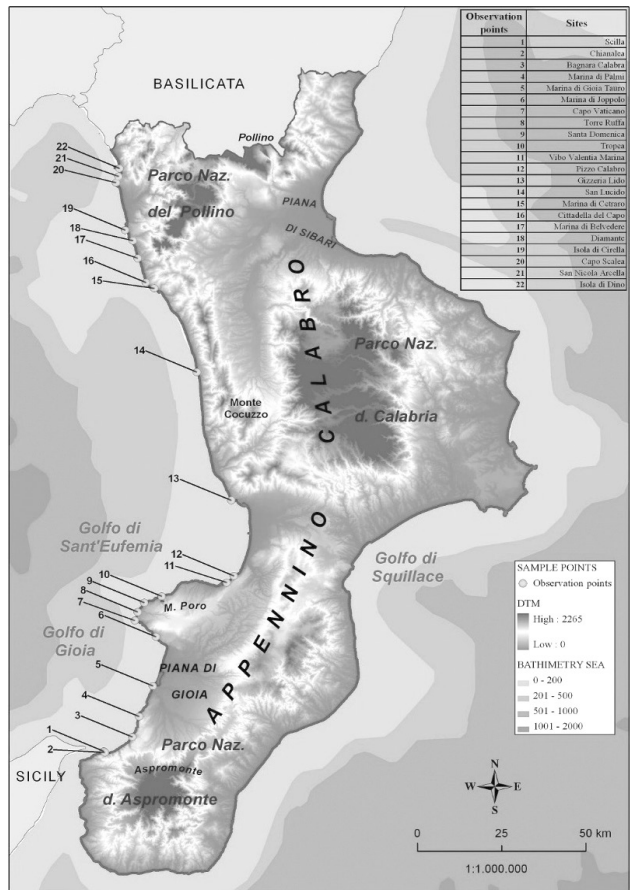 Observation points Sites
1 Scilla
2 Chianalea
3 Bagnara Calabra
4 Marina di Palmi
5 Marina di Gioia Tauro
6 Marina di Joppolo
7 Capo Vaticano
8 Torre Ruffa
9 Santa Domenica
10 Tropea
11 Vibo Valentia Marina
12 Pizzo Calabro
13 Gizzeria Lido
14 San Lucido
15 Marina di Cetraro
16 Cittadella del Capo
17 Marina di Belvedere
18 Diamante
19 Isola di Cirella
20 Capo Scalea
21 San Nicola Arcella
22 Isola di Dino
BASILICATA
Pollino
22
21
20
Parco Naz.
del Pollino
PIANA
DI SIBARI
19
18
17
16
15
14
Parco Naz.
d. Calabria
Monte
Cocuzzo
APPENNINO CALABRO
13
Golfo di
Sant'Eufemia
Golfo di
Squillace
12
11
10
9
8
7
6
M. Poro
Golfo di
Gioia
PIANA DI
GIOIA
5
4
3
1
2
Parco Naz.
Aspromonte
d. Aspromonte
SICILY
SAMPLE POINTS
Observation points
DTM
High : 2265
Low : 0
BATHIMETRY SEA
0 - 200
201 - 500
501 - 1000
1001 - 2000
N
W E
S
0 25 50 km
1:1.000.000